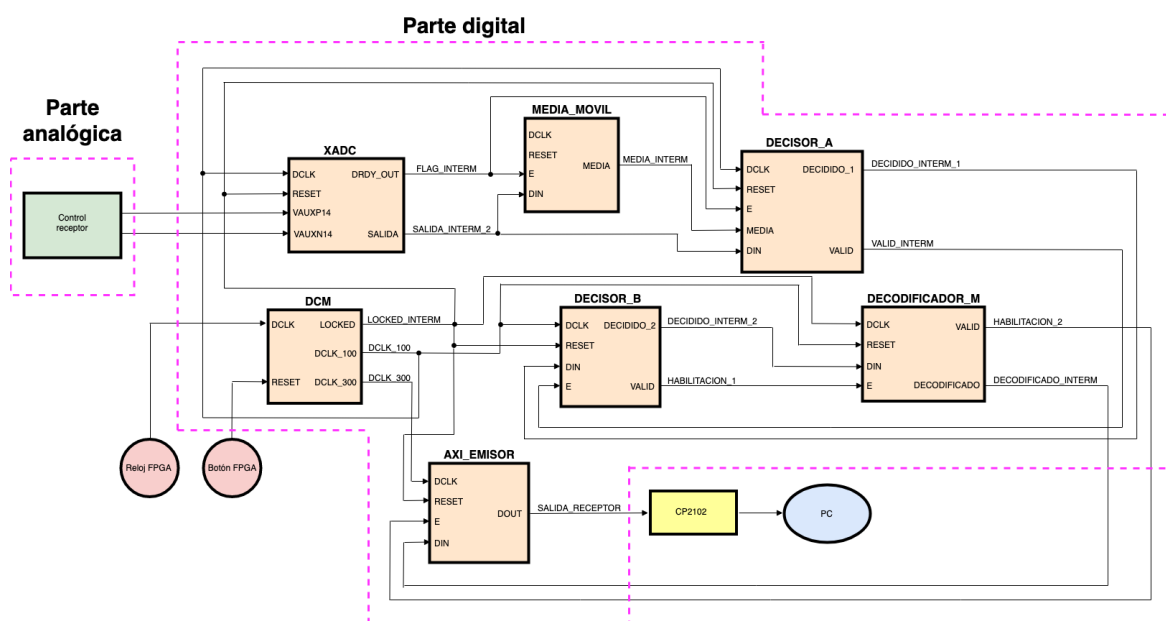 Parte digital
Parte
analógica
Control
receptor
XADC
DCLK
DRDY_OUT
RESET
VAUXP14
VAUXN14
SALIDA
FLAG_INTERM
SALIDA_INTERM_2
MEDIA_MOVIL
DCLK
RESET
MEDIA
E
DIN
MEDIA_INTERM
DECISOR_A
DCLK
DECIDIDO_1
RESET
E
MEDIA
DIN
VALID
DECIDIDO_INTERM_1
VALID_INTERM
DCM
DCLK
LOCKED
DCLK_100
RESET
DCLK_300
LOCKED_INTERM
DCLK_100
DCLK_300
DECISOR_B
DCLK
DECIDIDO_2
RESET
DIN
E
VALID
DECIDIDO_INTERM_2
HABILITACION_1
DECODIFICADOR_M
DCLK
VALID
RESET
DIN
E
DECODIFICADO
HABILITACION_2
DECODIFICADO_INTERM
Reloj FPGA
Botón FPGA
AXI_EMISOR
DCLK
RESET
E
DOUT
DIN
SALIDA_RECEPTOR
CP2102
PC